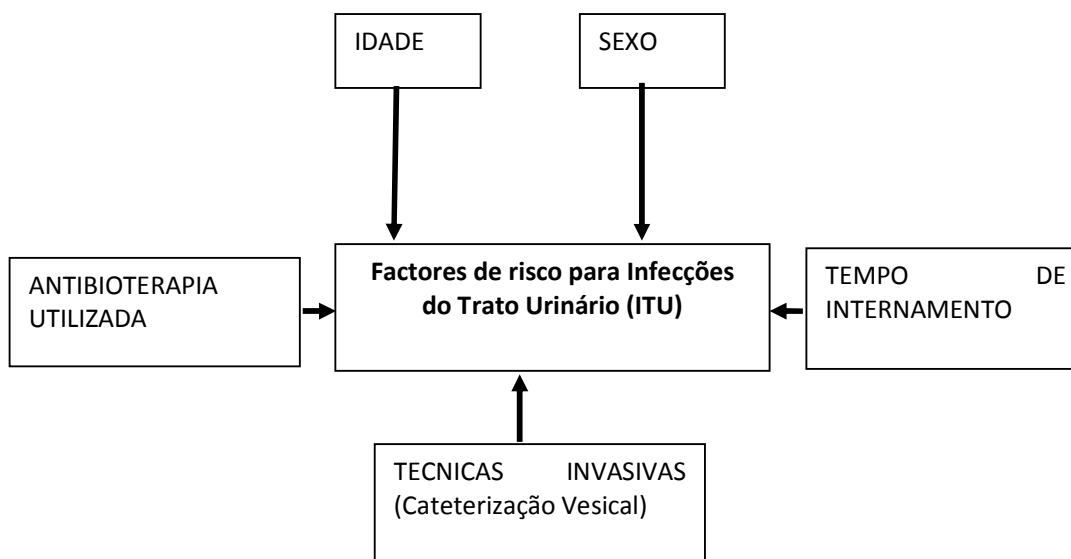 IDADE
SEXO
Factores de risco para Infecções
do Trato Urinário (ITU)
ANTIBIOTERAPIA
UTILIZADA
TEMPO DE
INTERNAMENTO
TECNICAS INVASIVAS
(Cateterização Vesical)